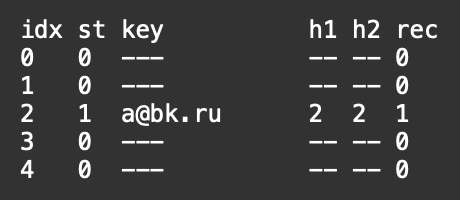 idx st key h1 h2 rec
0 0 --- -- -- 0
1 0 --- -- -- 0
2 1 a@bk.ru 2 2 1
3 0 --- -- -- 0
4 0 --- -- -- 0